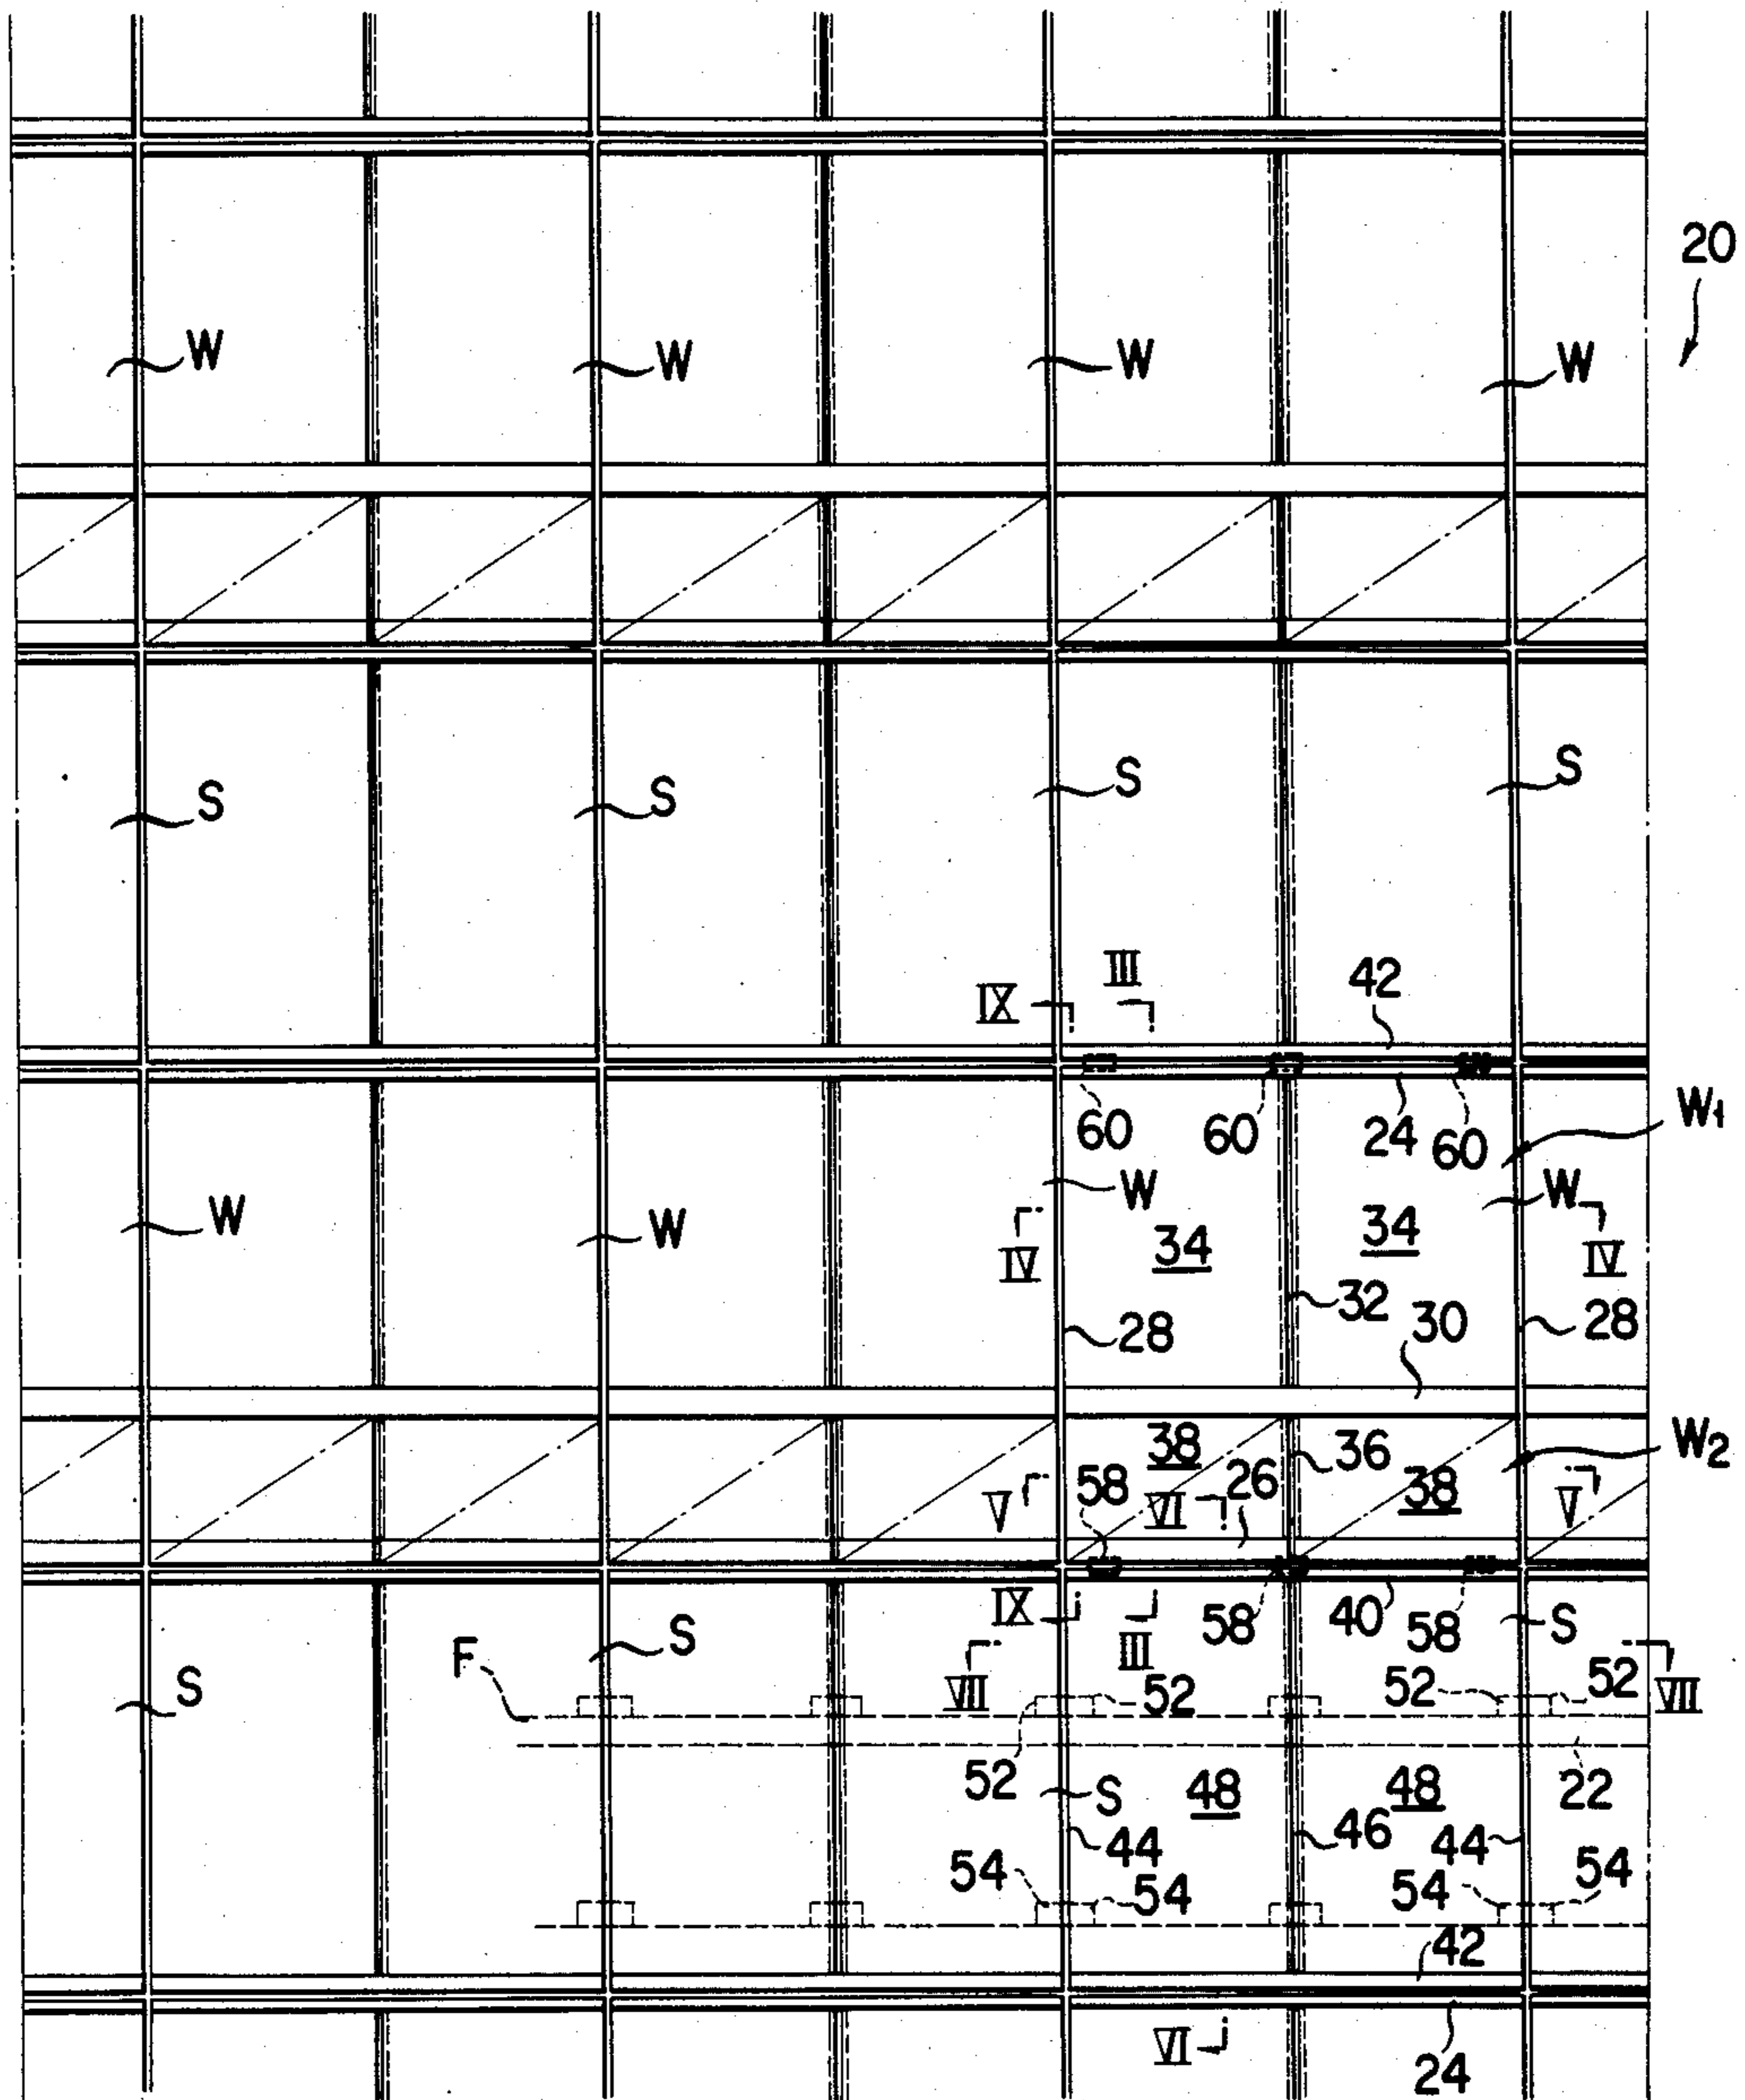 20
W W W W
S S S S
IX III 42
60 60 24 60 W1
W W W W
IV 34 34 IV
28 32 30 28
38 36 W2
V 58 VI 26 38 V
IX III 58 40 58 S
F S S VII 52 52 52 VII
52 S 48 48 22
44 46 44
54 54 54 54
42
VI 24